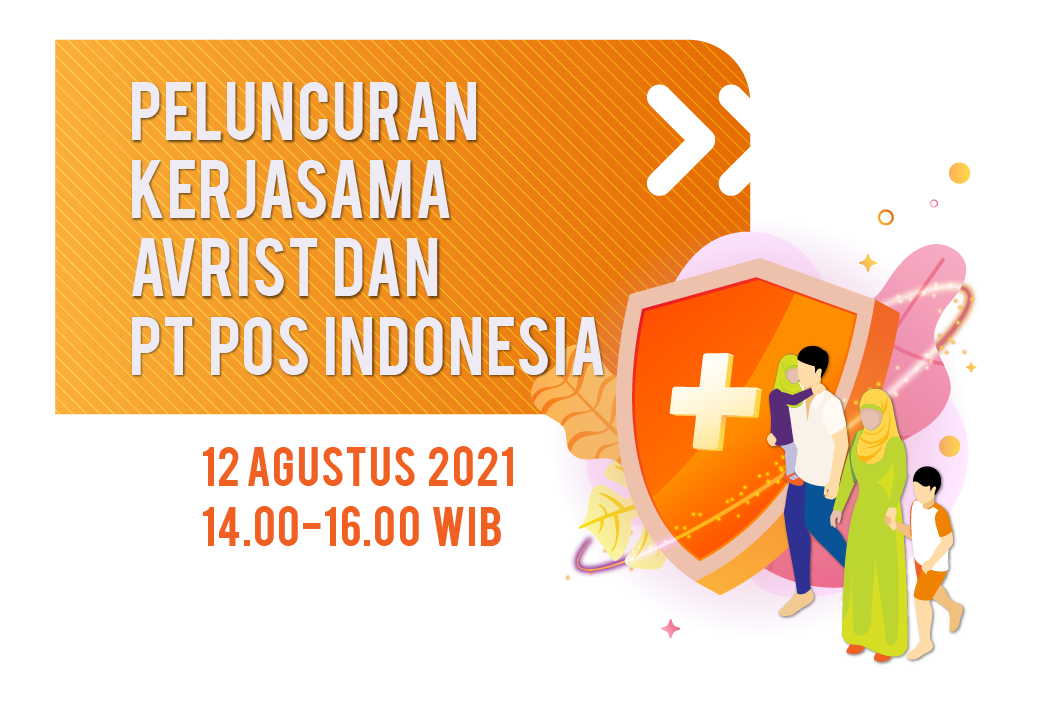 PELUNCURAN
KERJASAMA
AVRIST DAN
PT POS INDONESIA
12 AGUSTUS 2021
14.00-16.00 WIB